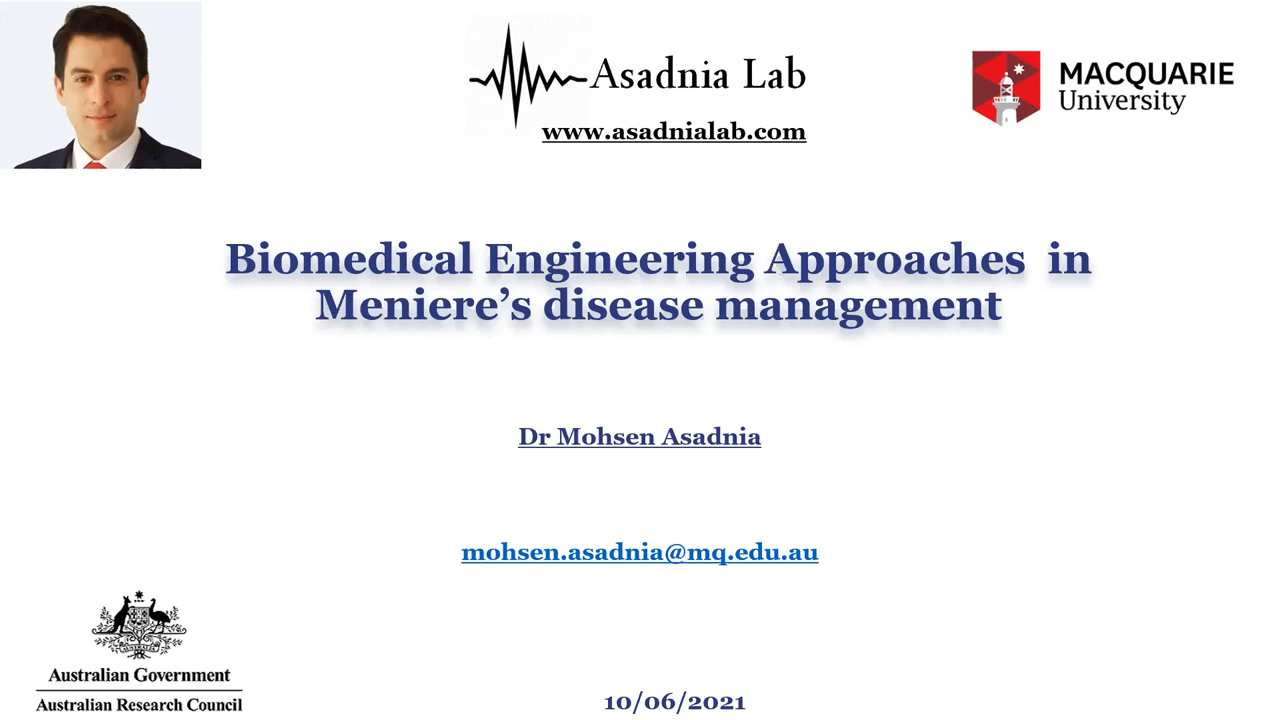 Asadnia Lab
www.asadnialab.com
MACQUARIE
University
Biomedical Engineering Approaches in
Meniere’s disease management
Dr Mohsen Asadnia
mohsen.asadnia@mq.edu.au
AUSTRALIA
Australian Government
Australian Research Council
10/06/2021